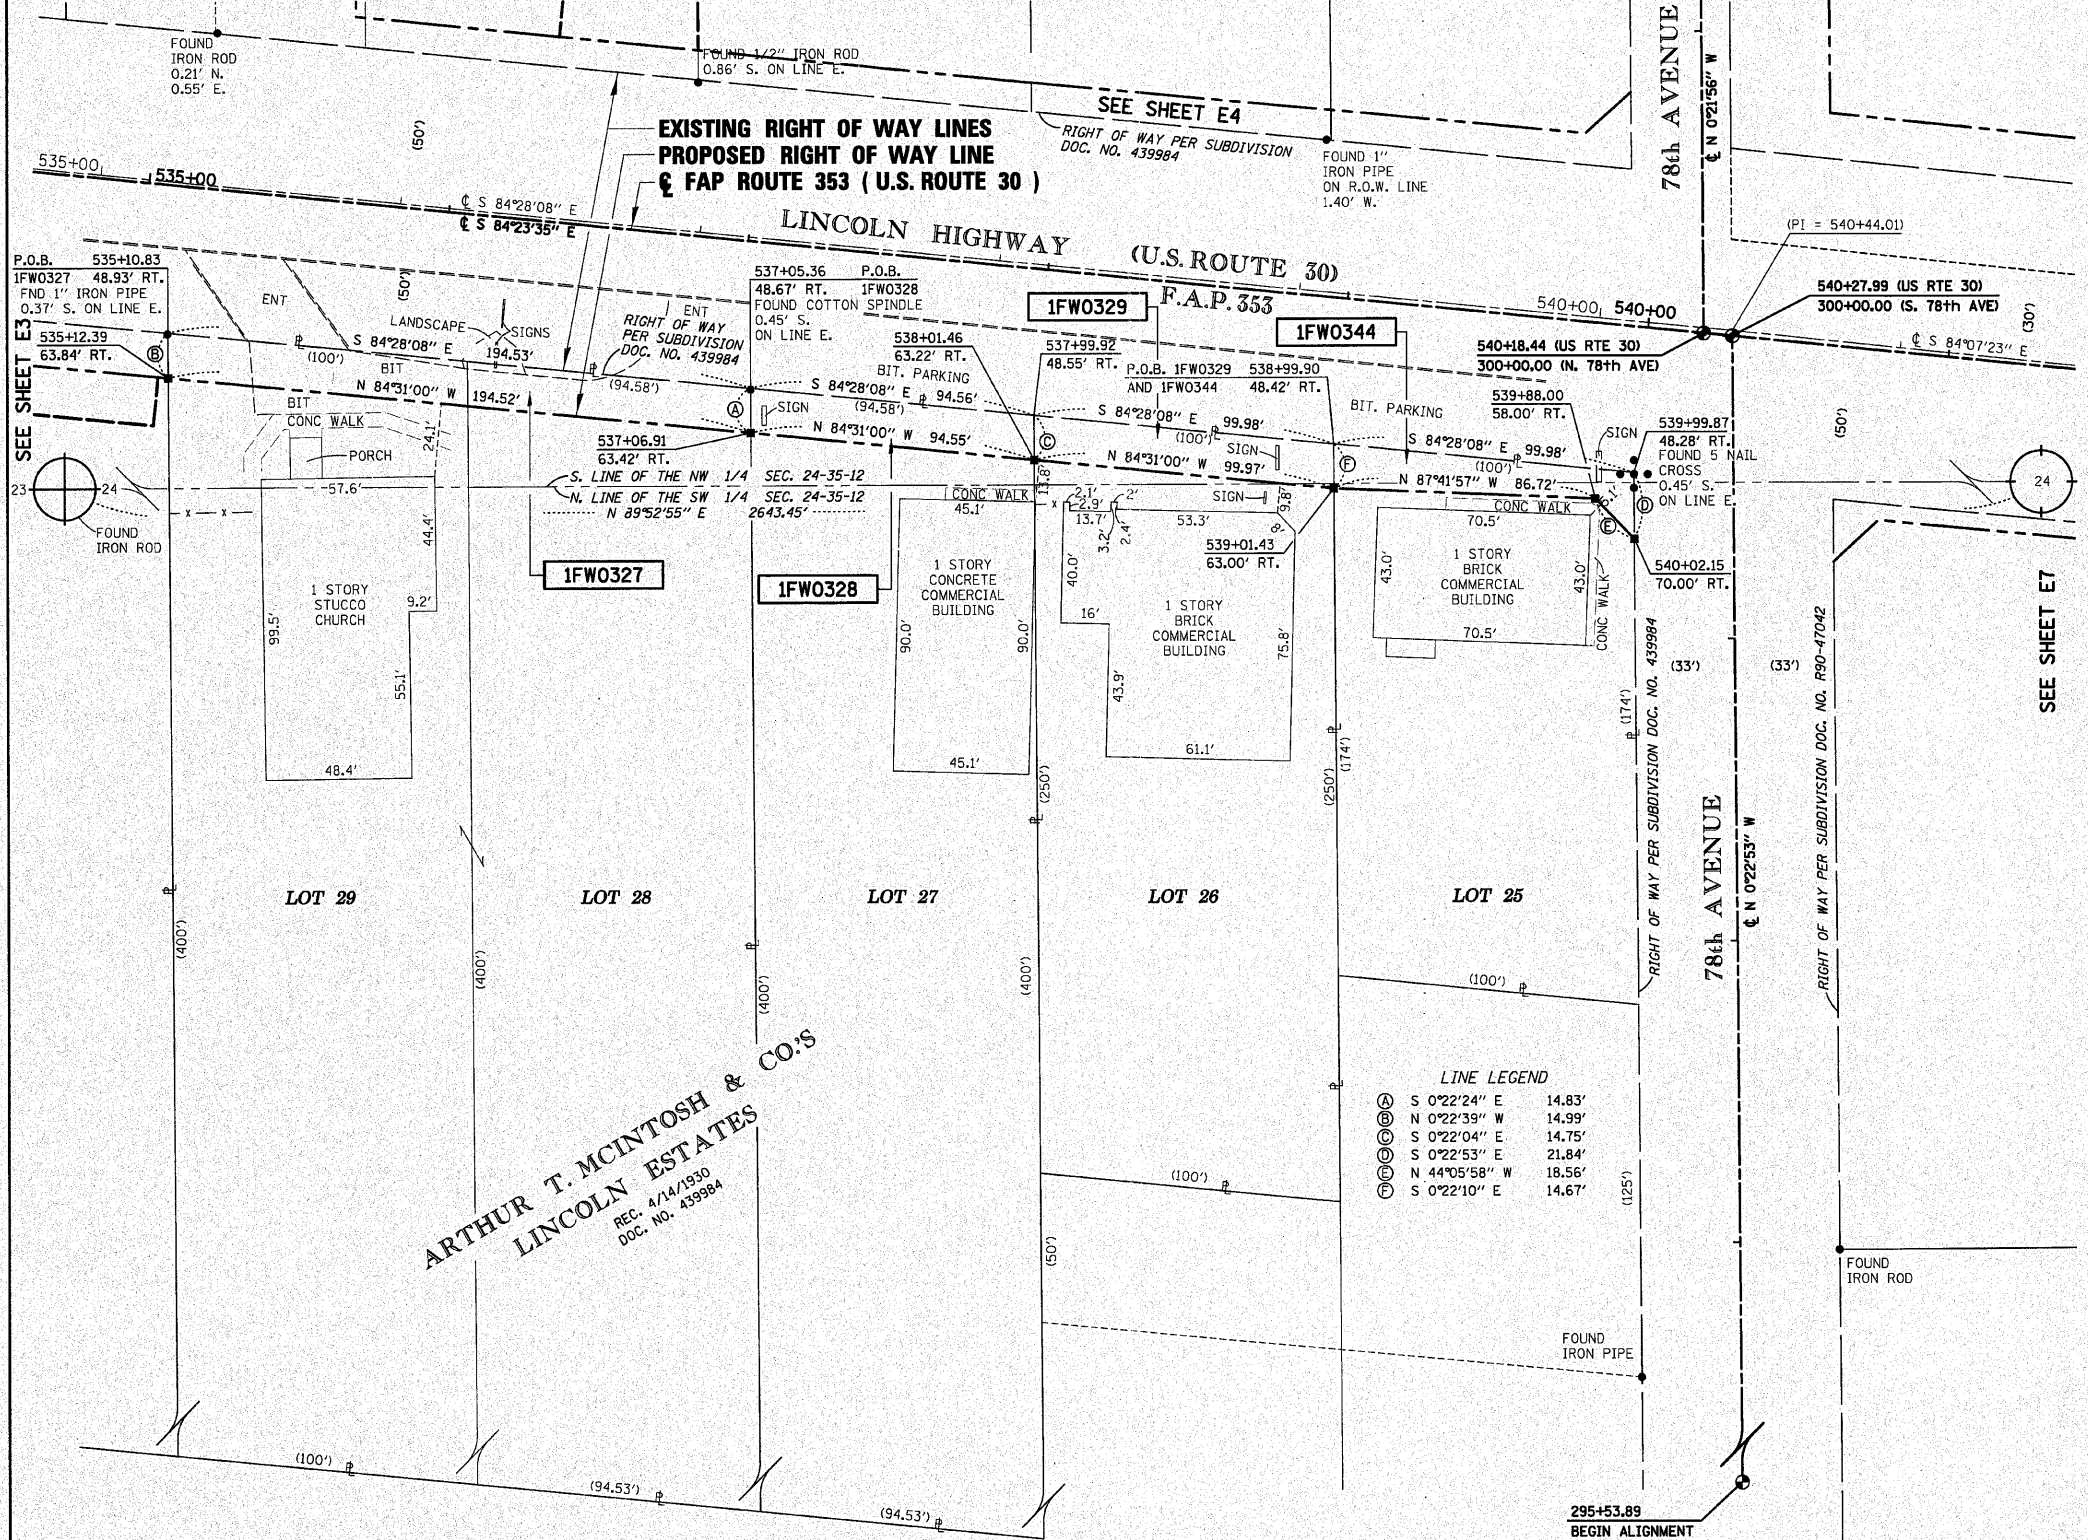 FOUND
IRON ROD
0.21' N.
0.55' E.
FOUND 1/2" IRON ROD
0.86' S. ON LINE E.
(50')
SEE SHEET E4
RIGHT OF WAY PER SUBDIVISION
DOC. NO. 439984
FOUND 1"
IRON PIPE
ON R.O.W. LINE
1.40' W.
78th AVENUE
℄ N 0°21'56" W
EXISTING RIGHT OF WAY LINES
PROPOSED RIGHT OF WAY LINE
℄ FAP ROUTE 353 ( U.S. ROUTE 30 )
535+00
535+00
℄ S 84°28'08" E
℄ S 84°23'35" E
LINCOLN HIGHWAY (U.S. ROUTE 30)
F.A.P. 353
540+00
540+00
(PI = 540+44.01)
540+27.99 (US RTE 30)
300+00.00 (S. 78th AVE)
540+18.44 (US RTE 30)
300+00.00 (N. 78th AVE)
(30')
℄ S 84°07'23" E
P.O.B. 535+10.83
1FW0327 48.93' RT.
FND 1" IRON PIPE
0.37' S. ON LINE E.
535+12.39
63.84' RT.
B
SEE SHEET E3
ENT
(50')
LANDSCAPE
SIGNS
ENT
RIGHT OF WAY
PER SUBDIVISION
DOC. NO. 439984
S 84°28'08" E
194.53'
(100')
(94.58')
BIT
N 84°31'00" W 194.52'
BIT
CONC WALK
PORCH
24.1'
537+05.36 P.O.B.
48.67' RT. 1FW0328
FOUND COTTON SPINDLE
0.45' S.
ON LINE E.
538+01.46
63.22' RT.
BIT. PARKING
1FW0329
537+99.92
48.55' RT.
1FW0344
P.O.B. 1FW0329 538+99.90
AND 1FW0344 48.42' RT.
S 84°28'08" E 94.56'
(94.58')
A
SIGN
N 84°31'00" W 94.55'
537+06.91
63.42' RT.
C
S 84°28'08" E 99.98'
(100')
SIGN
N 84°31'00" W 99.97'
F
BIT. PARKING
539+88.00
58.00' RT.
S 84°28'08" E 99.98'
(100')
N 87°41'57" W 86.72'
SIGN
539+99.87
48.28' RT.
FOUND 5 NAIL
CROSS
0.45' S.
ON LINE E.
(50')
23
24
FOUND
IRON ROD
57.6'
S. LINE OF THE NW 1/4 SEC. 24-35-12
N. LINE OF THE SW 1/4 SEC. 24-35-12
N 89°52'55" E 2643.45'
CONC WALK
45.1'
13.8'
2.1'
2.9'
2'
13.7'
3.2'
2.4'
53.3'
SIGN
9.8'
8'
539+01.43
63.00' RT.
CONC WALK
70.5'
E
D
540+02.15
70.00' RT.
24
1FW0327
1FW0328
44.4'
1 STORY
STUCCO
CHURCH
9.2'
99.5'
55.1'
48.4'
1 STORY
CONCRETE
COMMERCIAL
BUILDING
90.0'
90.0'
45.1'
40.0'
16'
1 STORY
BRICK
COMMERCIAL
BUILDING
43.9'
75.8'
61.1'
43.0'
1 STORY
BRICK
COMMERCIAL
BUILDING
43.0'
CONC WALK
70.5'
RIGHT OF WAY PER SUBDIVISION DOC. NO. 439984
(33')
(33')
RIGHT OF WAY PER SUBDIVISION DOC. NO. R90-47042
SEE SHEET E7
(250')
(250')
(174')
(174')
78th AVENUE
℄ N 0°22'53" W
LOT 29
LOT 28
LOT 27
LOT 26
LOT 25
(400')
(400')
(400')
(400')
(100')
ARTHUR T. MCINTOSH & CO.'S
LINCOLN ESTATES
REC. 4/14/1930
DOC. NO. 439984
LINE LEGEND
A S 0°22'24" E 14.83'
B N 0°22'39" W 14.99'
C S 0°22'04" E 14.75'
D S 0°22'53" E 21.84'
E N 44°05'58" W 18.56'
F S 0°22'10" E 14.67'
(100')
(125')
(50')
FOUND
IRON ROD
FOUND
IRON PIPE
(100')
(94.53')
(94.53')
295+53.89
BEGIN ALIGNMENT